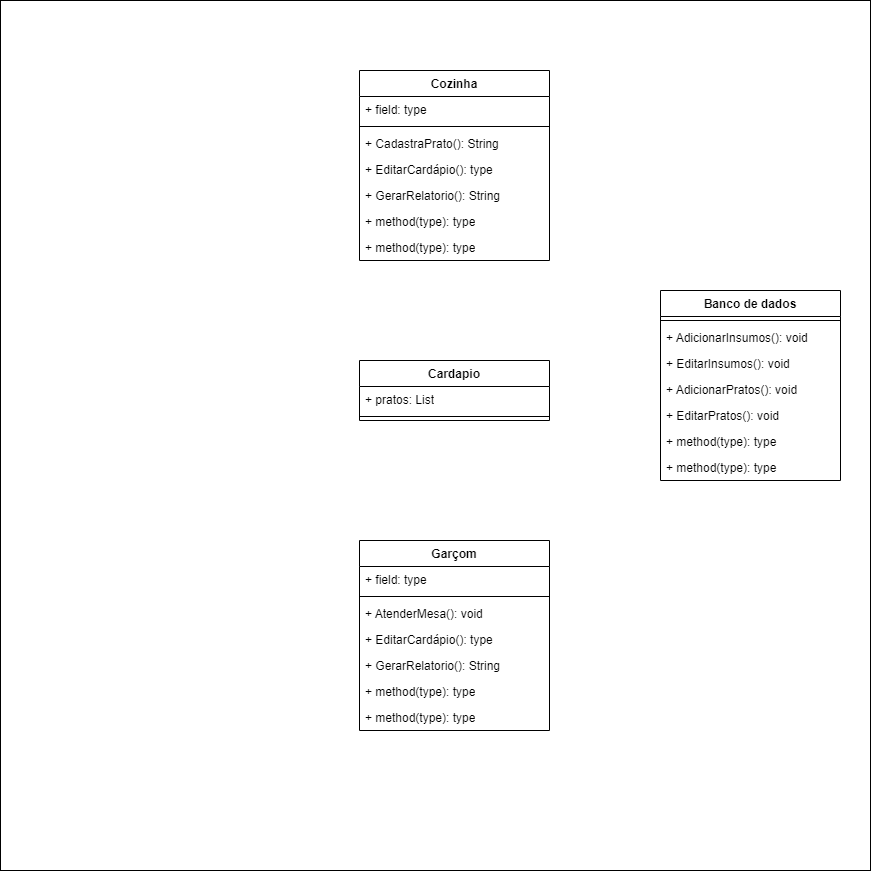 Cozinha
+ field: type
+ CadastraPrato(): String
+ EditarCardápio(): type
+ GerarRelatorio(): String
+ method(type): type
+ method(type): type
Banco de dados
+ AdicionarInsumos(): void
+ EditarInsumos(): void
+ AdicionarPratos(): void
+ EditarPratos(): void
+ method(type): type
+ method(type): type
Cardapio
+ pratos: List
Garçom
+ field: type
+ AtenderMesa(): void
+ EditarCardápio(): type
+ GerarRelatorio(): String
+ method(type): type
+ method(type): type